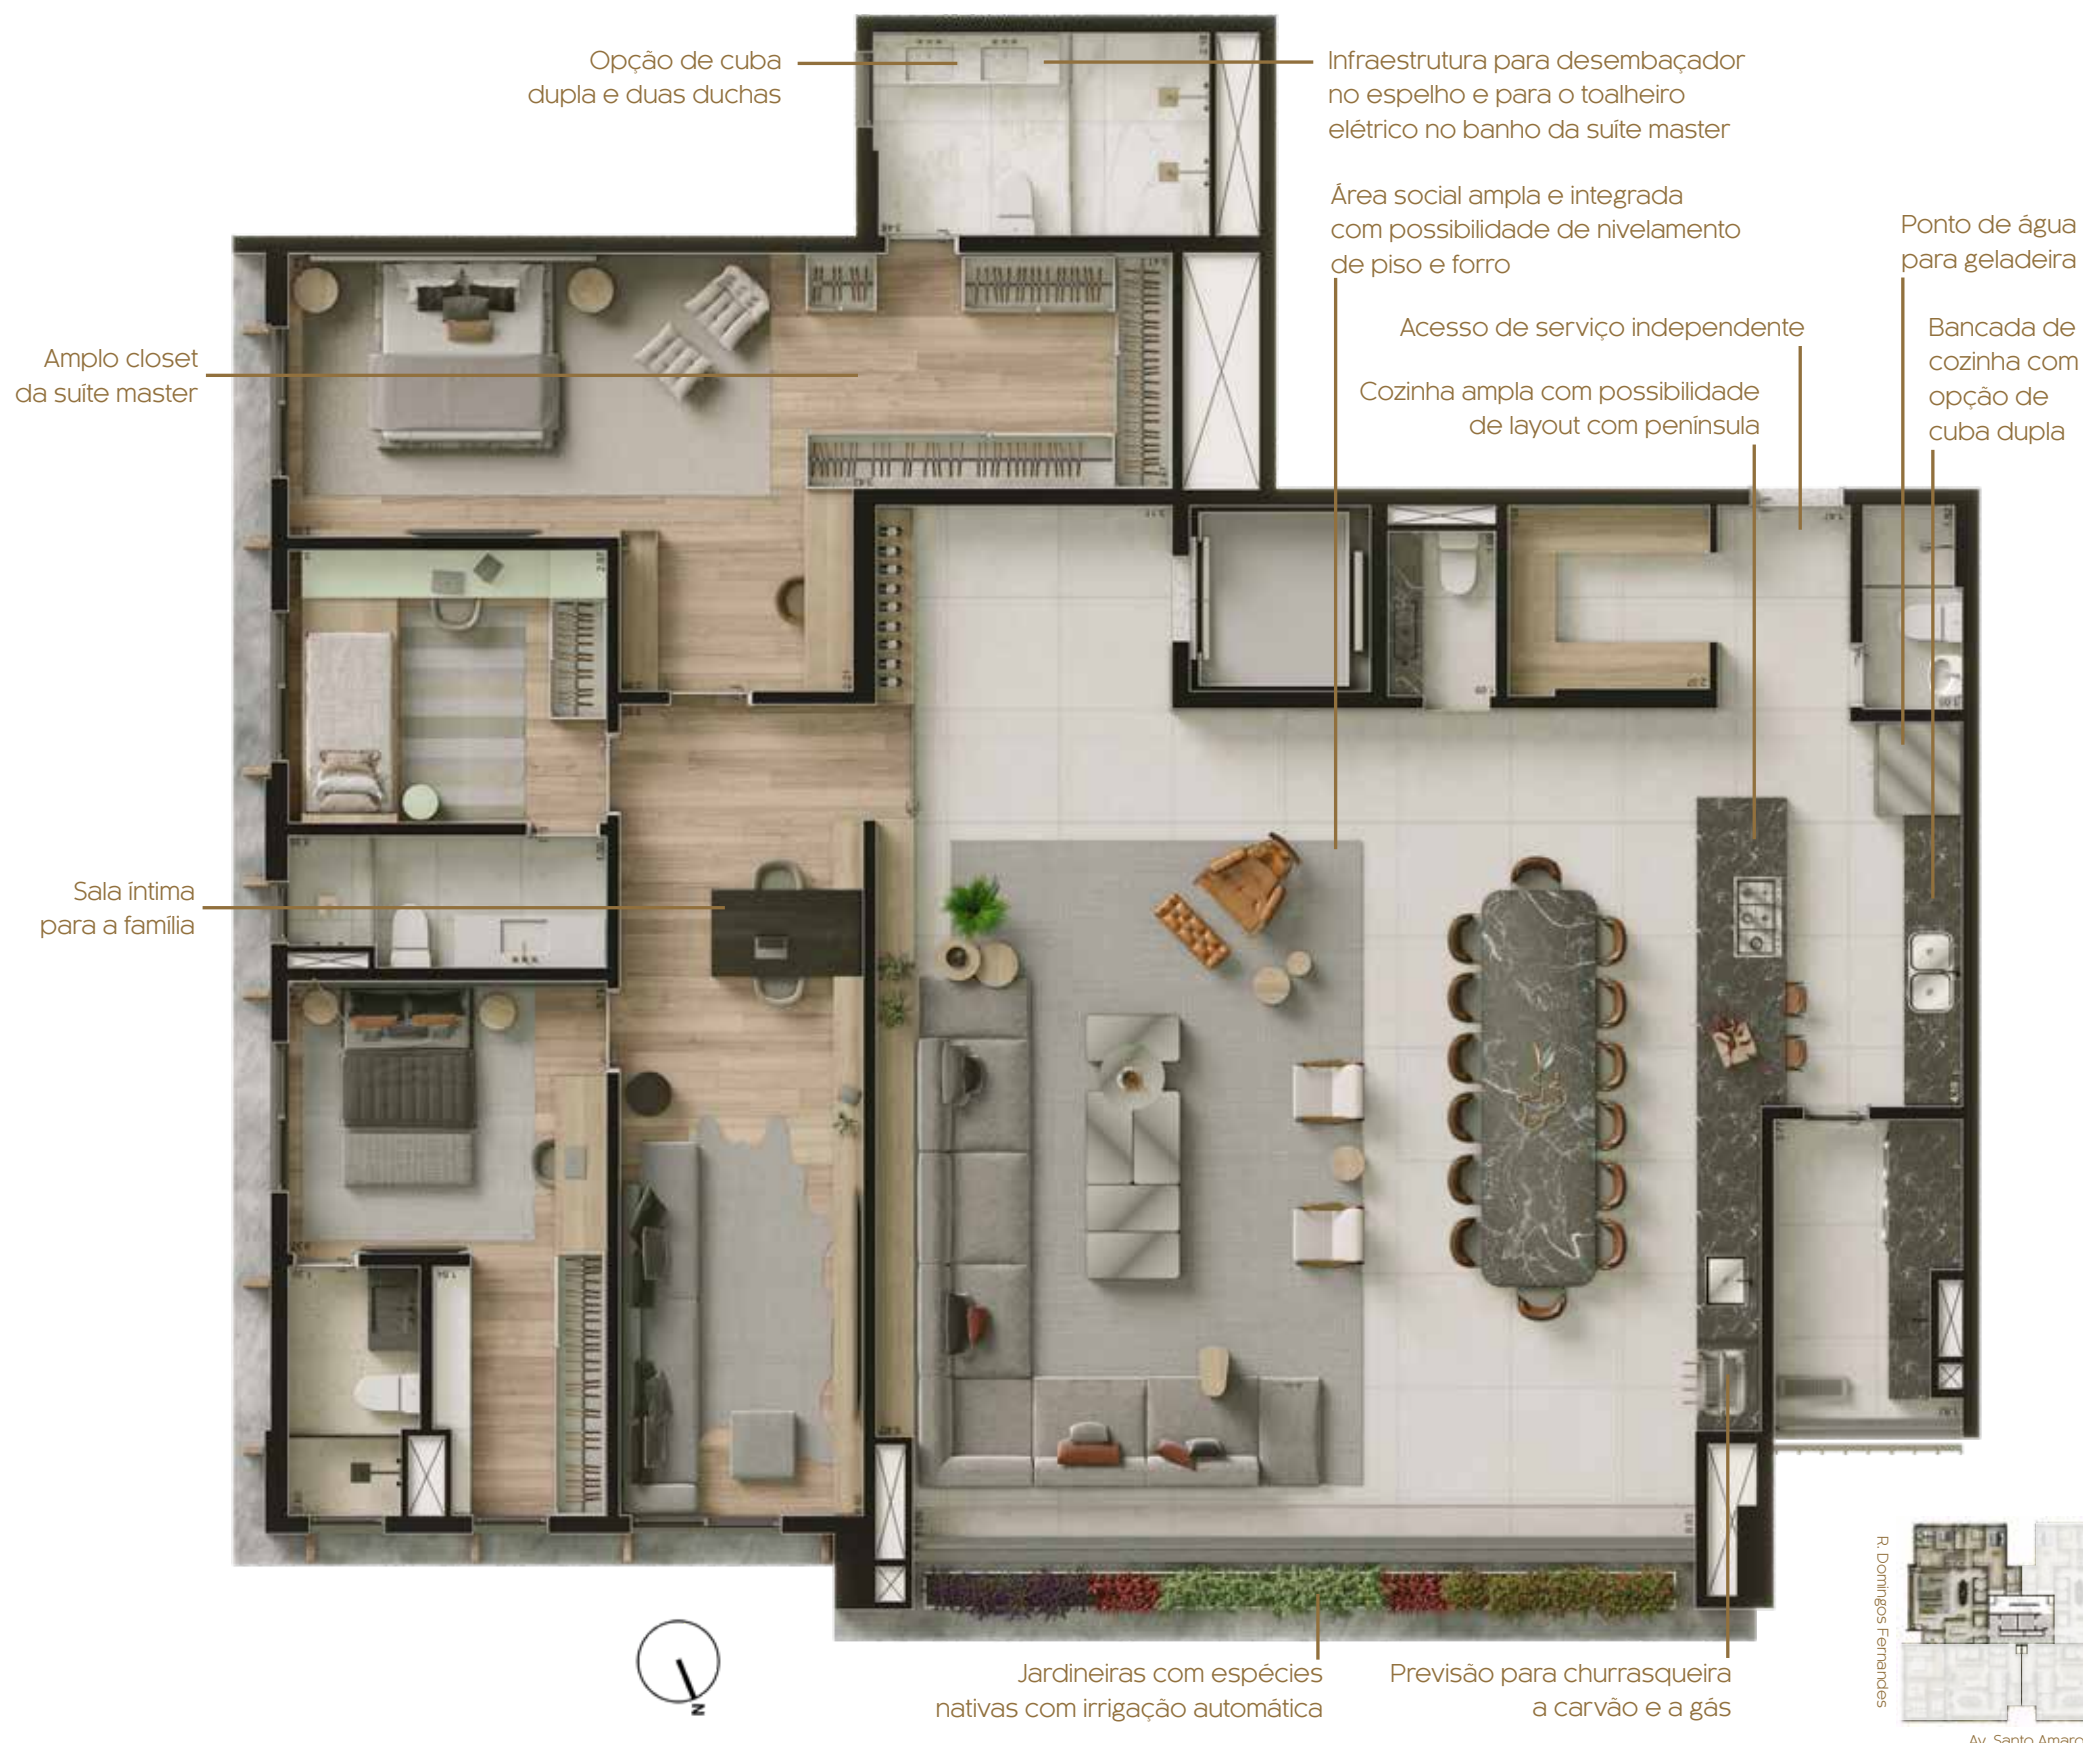 Opção de cuba
dupla e duas duchas
Infraestrutura para desembaçador
no espelho e para o toalheiro
elétrico no banho da suíte master
Área social ampla e integrada
com possibilidade de nivelamento
de piso e forro
Ponto de água
para geladeira
Acesso de serviço independente
Bancada de
cozinha com
opção de
cuba dupla
Cozinha ampla com possibilidade
de layout com península
Amplo closet
da suíte master
Sala íntima
para a família
Jardineiras com espécies
nativas com irrigação automática
Previsão para churrasqueira
a carvão e a gás
N
R. Domingos Fernandes
Av. Santo Amaro